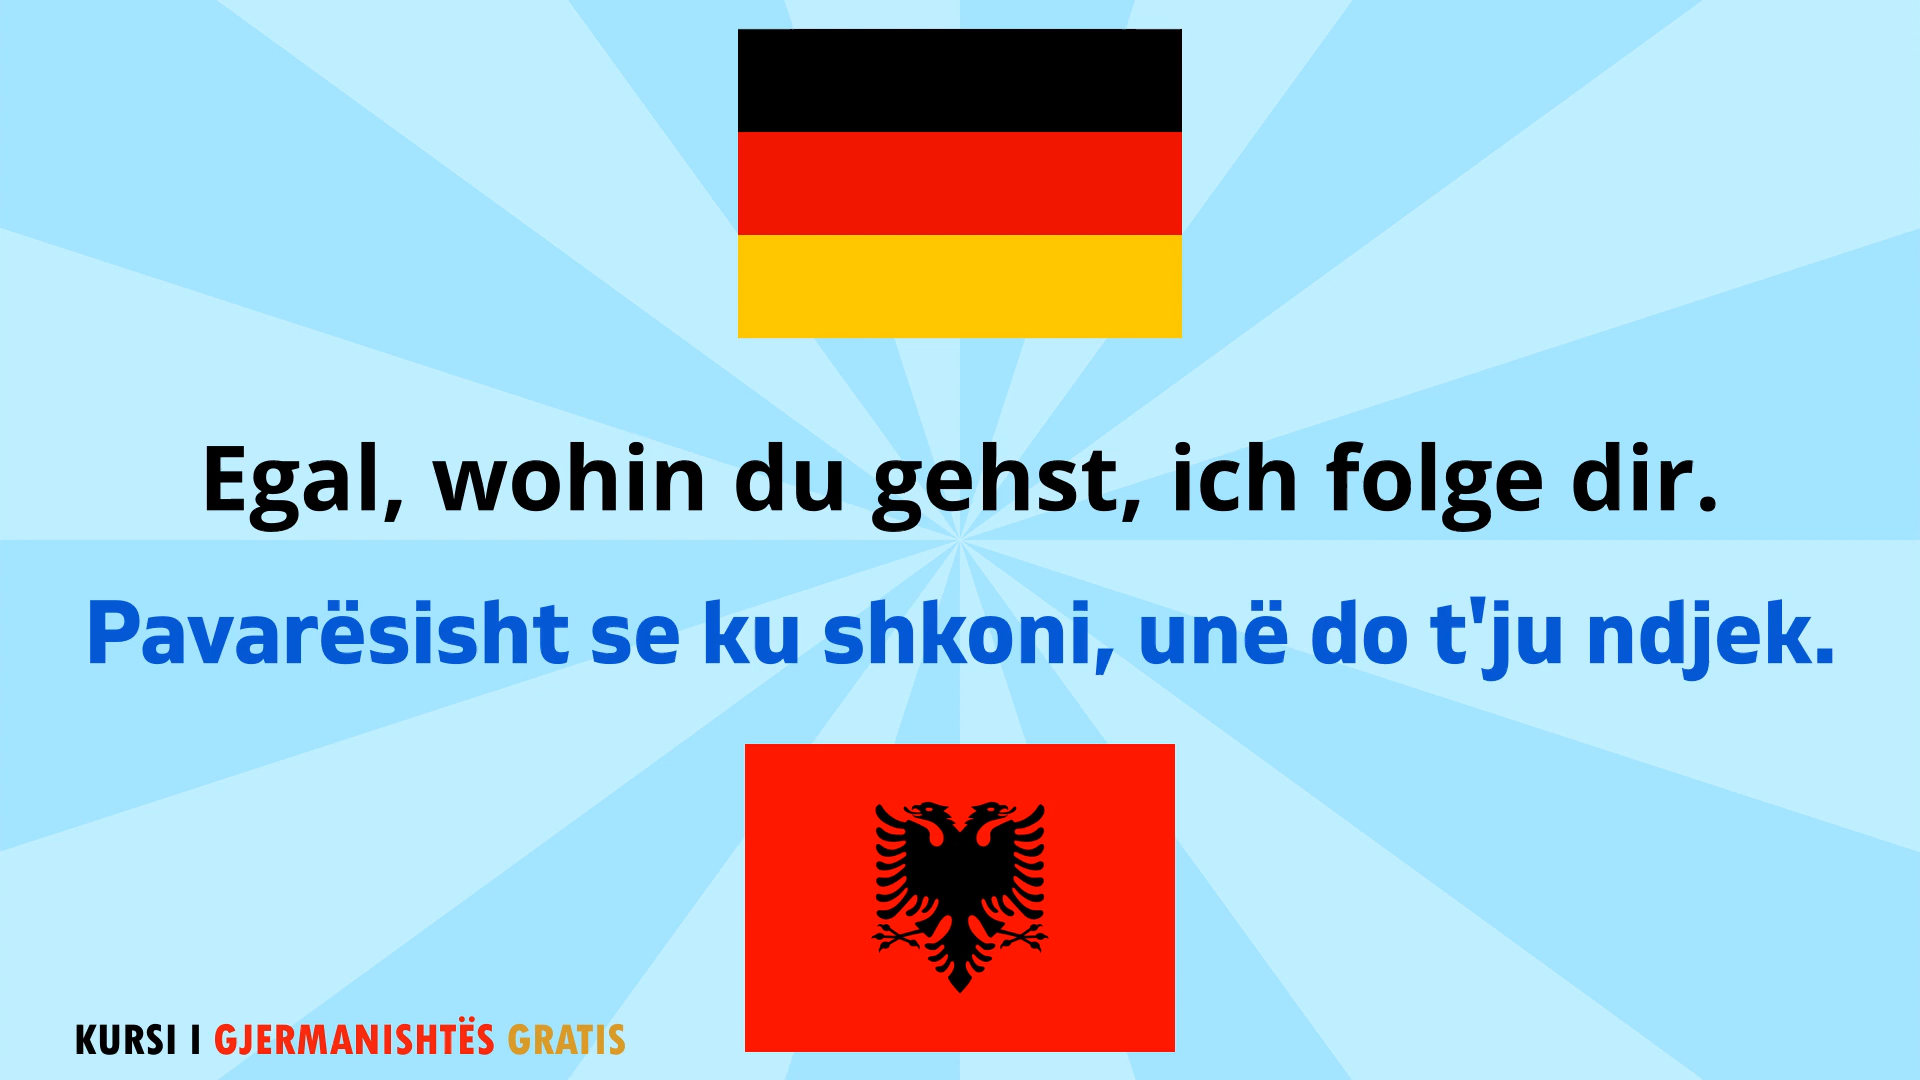 Egal, wohin du gehst, ich folge dir.
Pavarësisht se ku shkoni, unë do t'ju ndjek.
KURSI I GJERMANISHTËS GRATIS